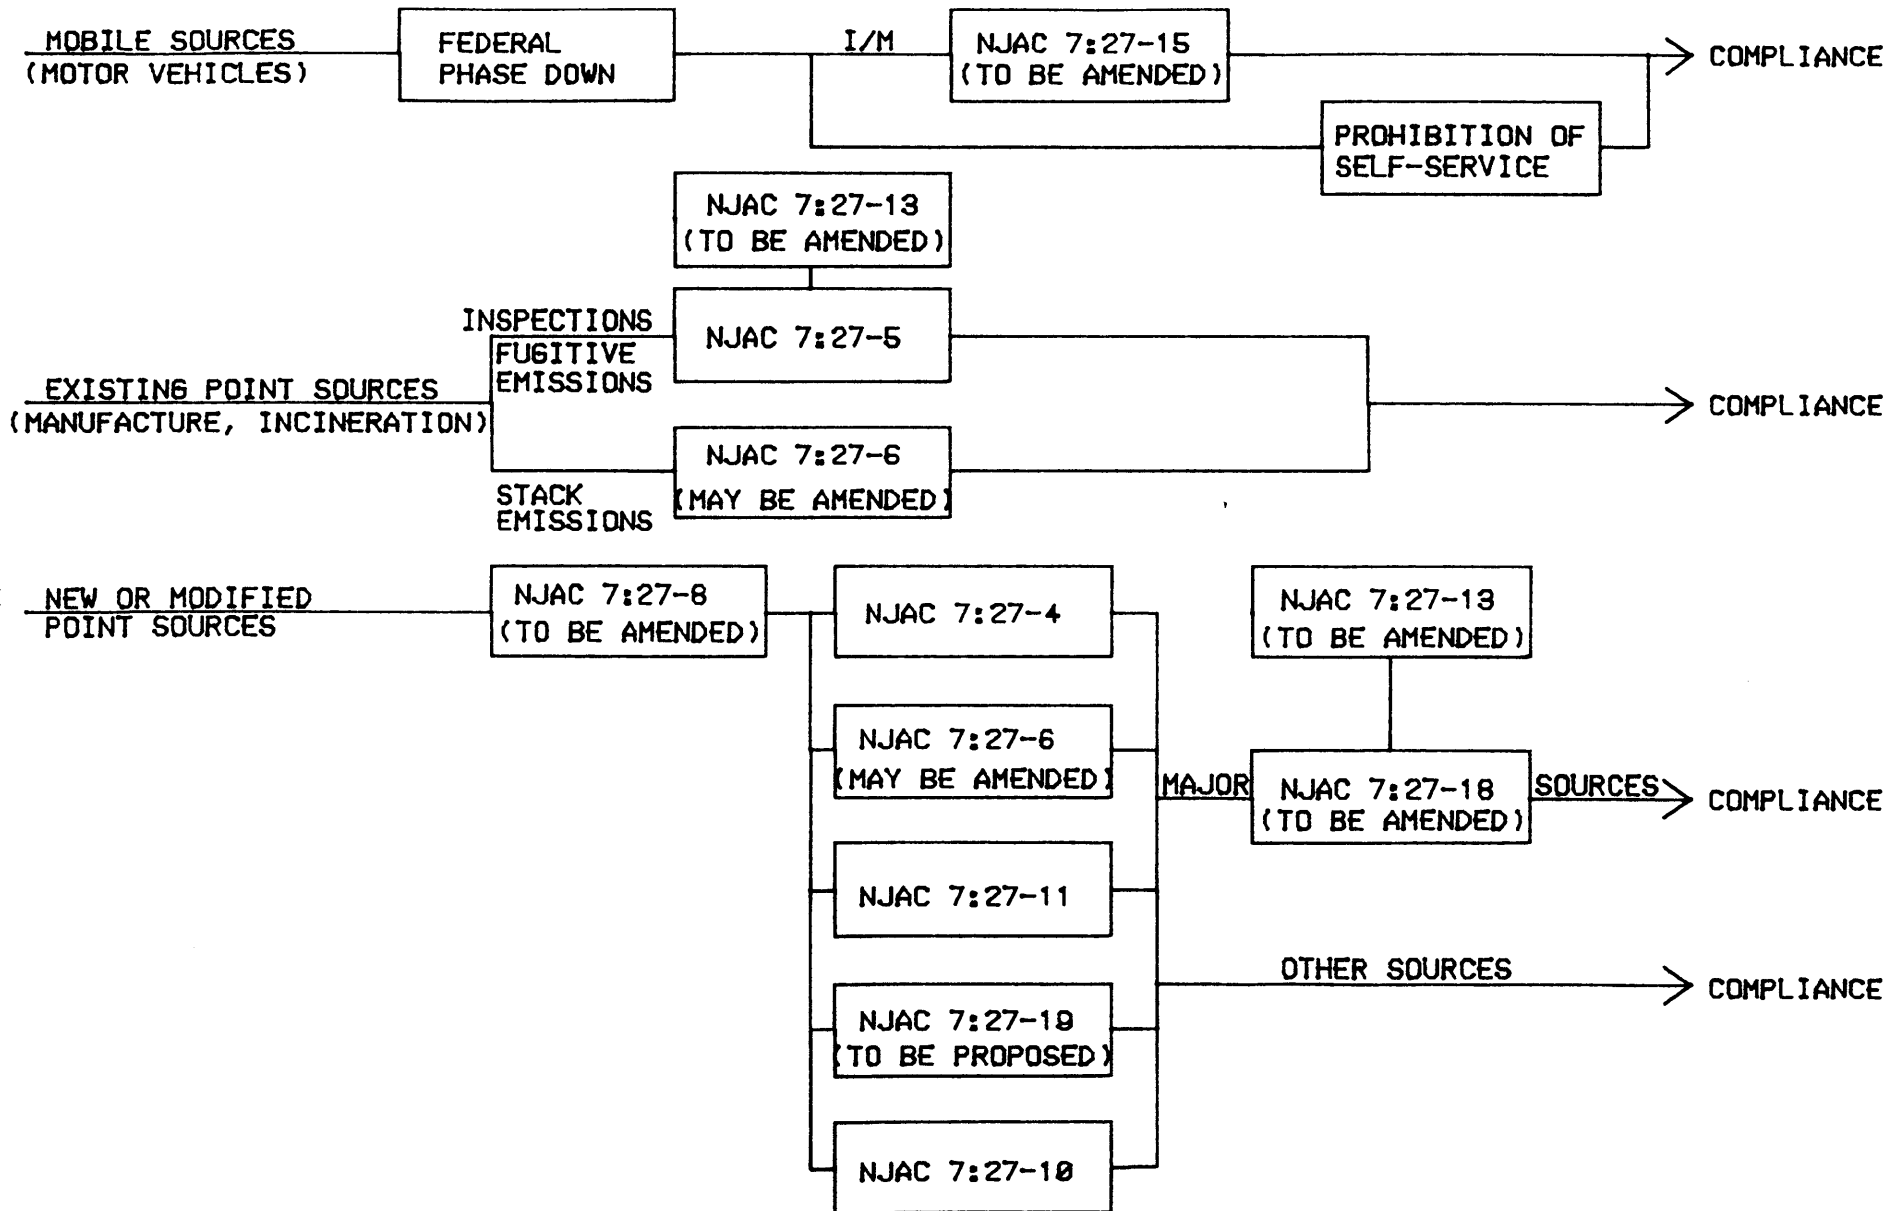 MOBILE SOURCES
(MOTOR VEHICLES)
FEDERAL
PHASE DOWN
I/M
NJAC 7:27-15
(TO BE AMENDED)
COMPLIANCE
PROHIBITION OF
SELF-SERVICE
NJAC 7:27-13
(TO BE AMENDED)
INSPECTIONS
FUGITIVE
EMISSIONS
NJAC 7:27-5
EXISTING POINT SOURCES
(MANUFACTURE, INCINERATION)
COMPLIANCE
STACK
EMISSIONS
NJAC 7:27-6
(MAY BE AMENDED)
NEW OR MODIFIED
POINT SOURCES
NJAC 7:27-8
(TO BE AMENDED)
NJAC 7:27-4
NJAC 7:27-13
(TO BE AMENDED)
NJAC 7:27-6
(MAY BE AMENDED)
MAJOR
NJAC 7:27-18
(TO BE AMENDED)
SOURCES
COMPLIANCE
NJAC 7:27-11
OTHER SOURCES
COMPLIANCE
NJAC 7:27-19
(TO BE PROPOSED)
NJAC 7:27-10